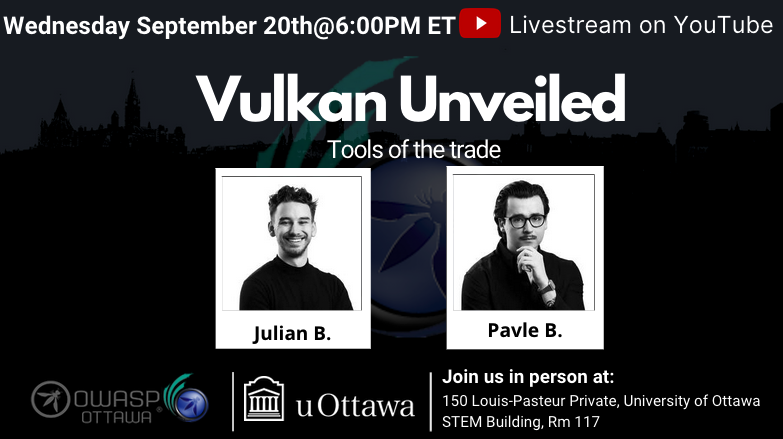 Wednesday September 20th@6:00PM ET Livestream on YouTube
Vulkan Unveiled
Tools of the trade
Julian B.
Pavle B.
OWASP
OTTAWA
®
uOttawa
Join us in person at:
150 Louis-Pasteur Private, University of Ottawa
STEM Building, Rm 117